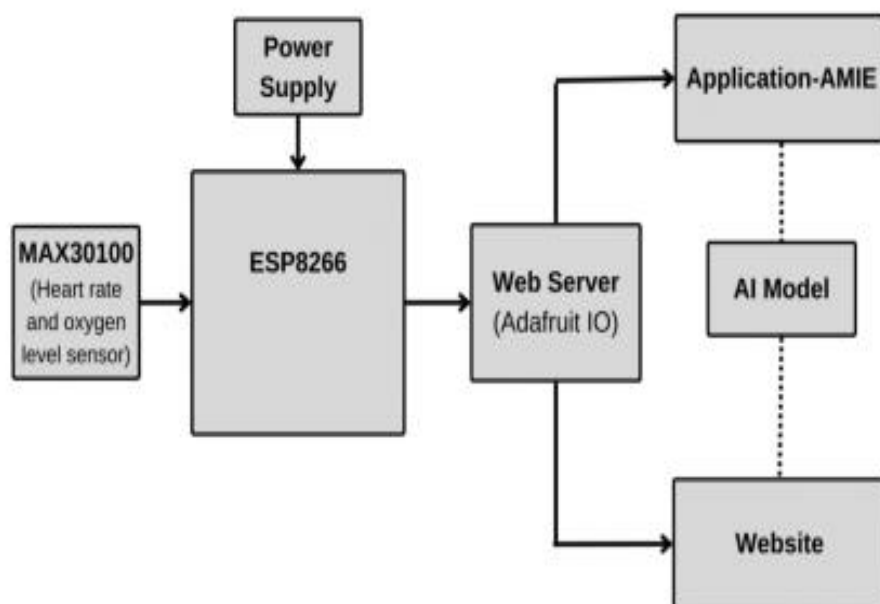 Power
Supply
Application-AMIE
MAX30100
(Heart rate
and oxygen
level sensor)
ESP8266
Web Server
(Adafruit IO)
AI Model
Website